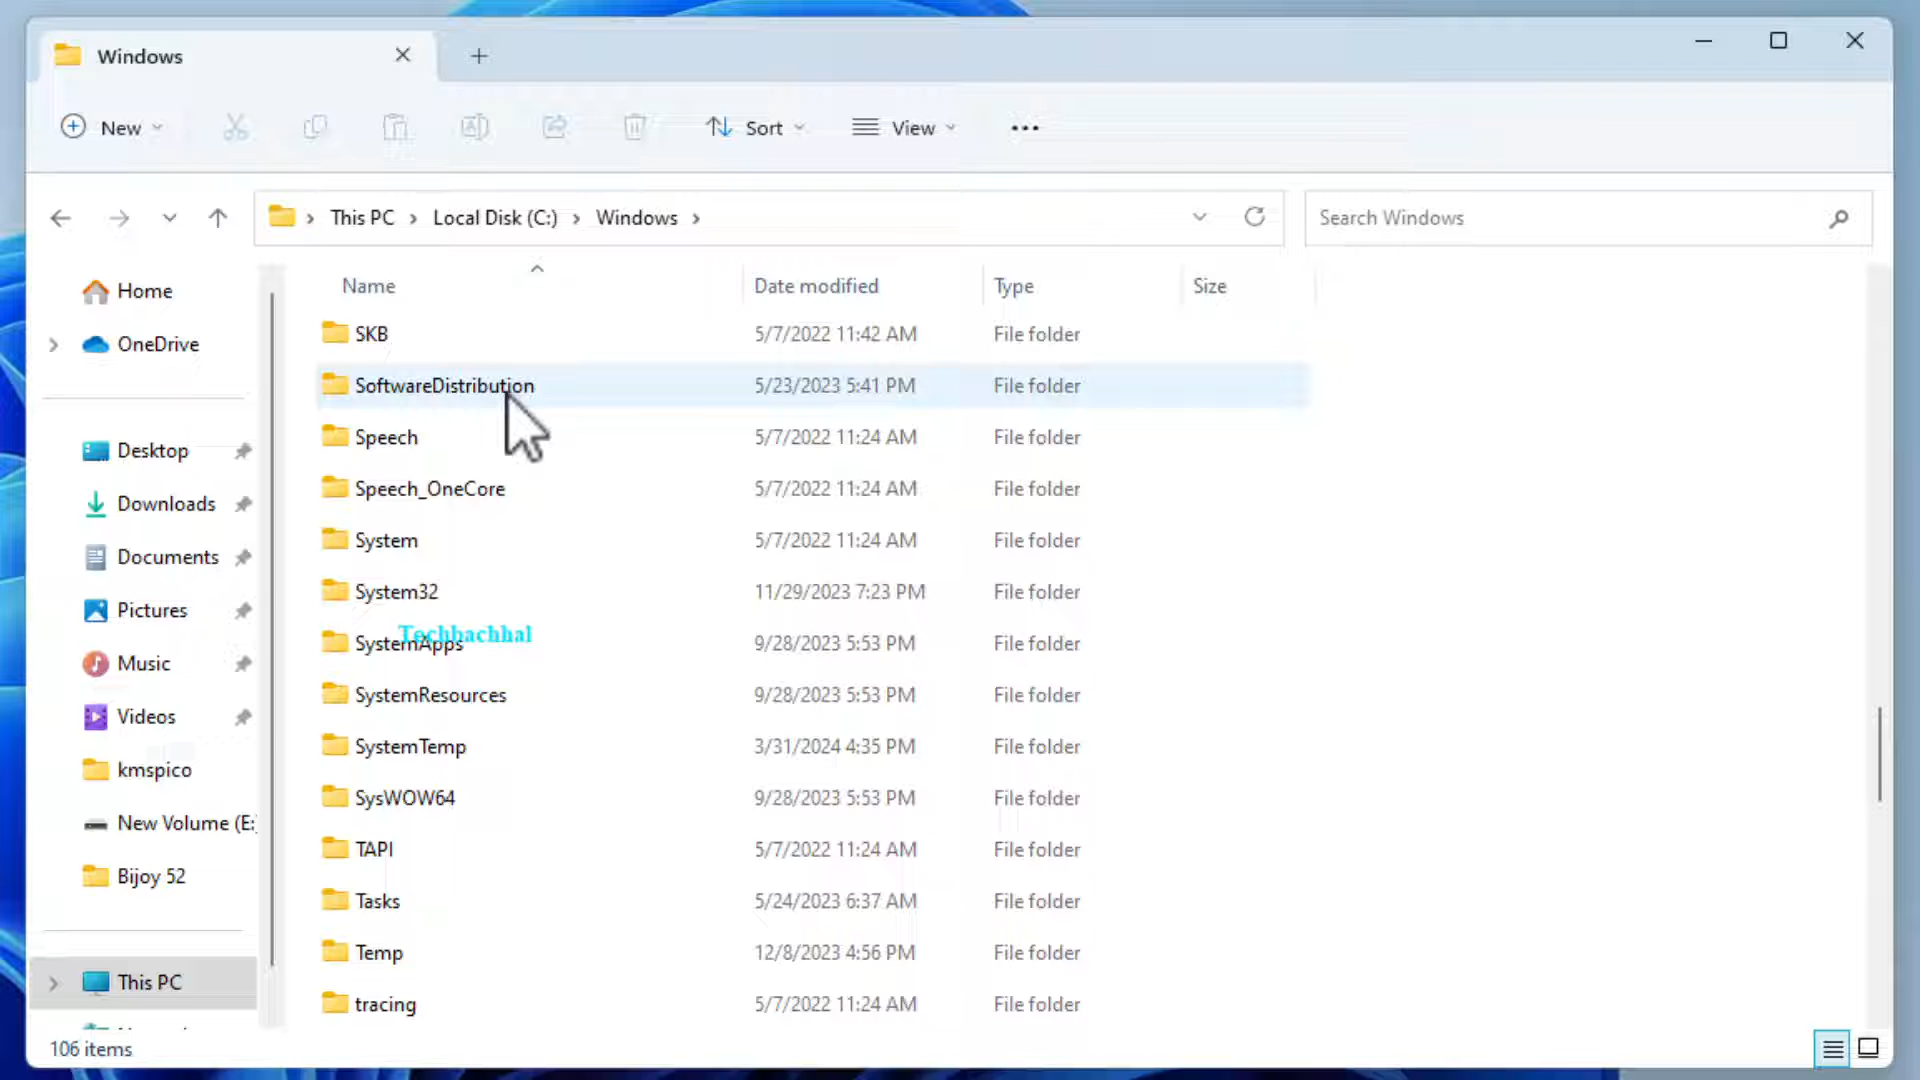 Windows
New
Sort
View
This PC
Local Disk (C:)
Windows
Search Windows
Home
OneDrive
Desktop
Downloads
Documents
Pictures
Music
Videos
kmspico
New Volume (E:
Bijoy 52
This PC
Name Date modified Type Size
SKB 5/7/2022 11:42 AM File folder
SoftwareDistribution 5/23/2023 5:41 PM File folder
Speech 5/7/2022 11:24 AM File folder
Speech_OneCore 5/7/2022 11:24 AM File folder
System 5/7/2022 11:24 AM File folder
System32 11/29/2023 7:23 PM File folder
Techbachhal
SystemApps 9/28/2023 5:53 PM File folder
SystemResources 9/28/2023 5:53 PM File folder
SystemTemp 3/31/2024 4:35 PM File folder
SysWOW64 9/28/2023 5:53 PM File folder
TAPI 5/7/2022 11:24 AM File folder
Tasks 5/24/2023 6:37 AM File folder
Temp 12/8/2023 4:56 PM File folder
tracing 5/7/2022 11:24 AM File folder
106 items